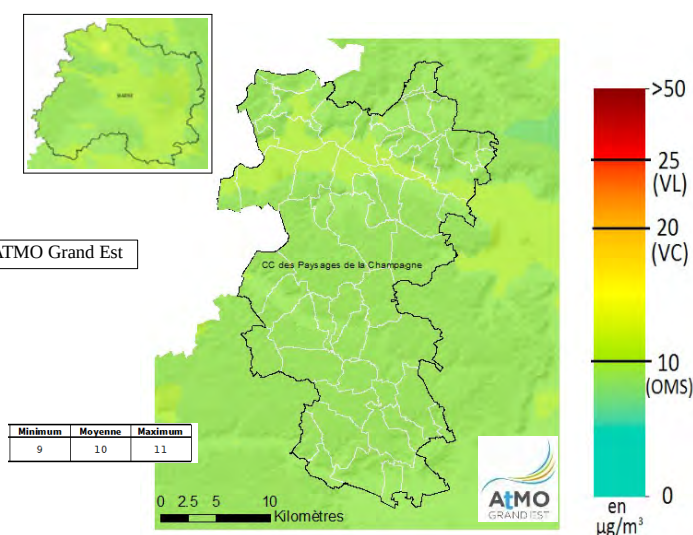 MARNE
ATMO Grand Est
CC des Paysages de la Champagne
Minimum Moyenne Maximum
9 10 11
0 2.5 5 10
Kilomètres
AtMO
GRAND EST
>50
25
(VL)
20
(VC)
10
(OMS)
0
en
µg/m³